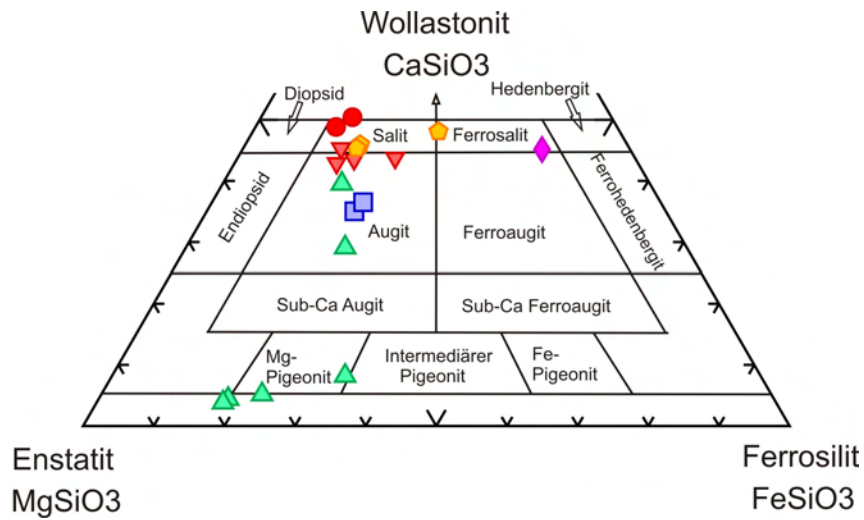 Wollastonit
CaSiO3
Diopsid
Hedenbergit
Salit
Ferrosalit
Endiopsid
Ferrohedenbergit
Augit
Ferroaugit
Sub-Ca Augit
Sub-Ca Ferroaugit
Mg-
Pigeonit
Intermediärer
Pigeonit
Fe-
Pigeonit
Enstatit
MgSiO3
Ferrosilit
FeSiO3